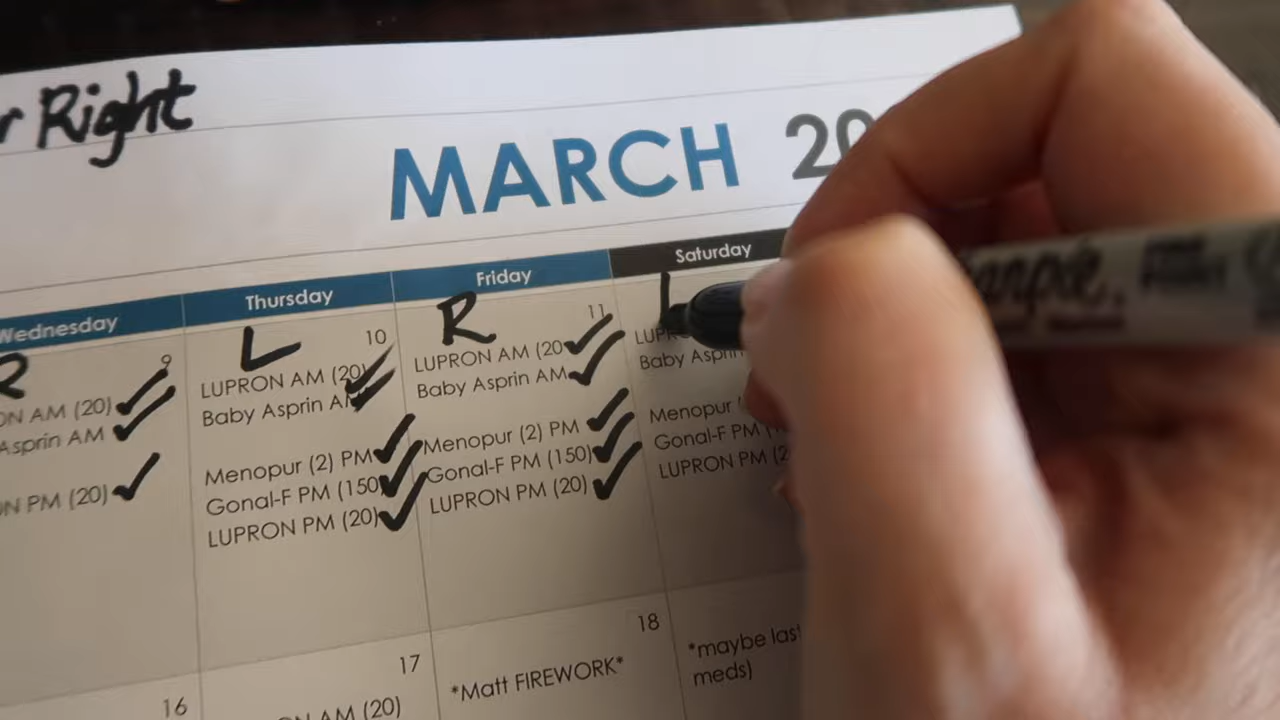 Right
MARCH 20
Wednesday
Thursday
Friday
Saturday
R
9
ON AM (20)
Asprin AM
ON PM (20)
L
10
LUPRON AM (20)
Baby Asprin AM
Menopur (2) PM
Gonal-F PM (150
LUPRON PM (20)
R
11
LUPRON AM (20
Baby Asprin AM
Menopur (2) PM
Gonal-F PM (150)
LUPRON PM (20)
LUPR
Baby Asprin
Menopur
Gonal-F PM
LUPRON PM (2
16
17
ON AM (20)
18
*Matt FIREWORK*
*maybe last
meds)